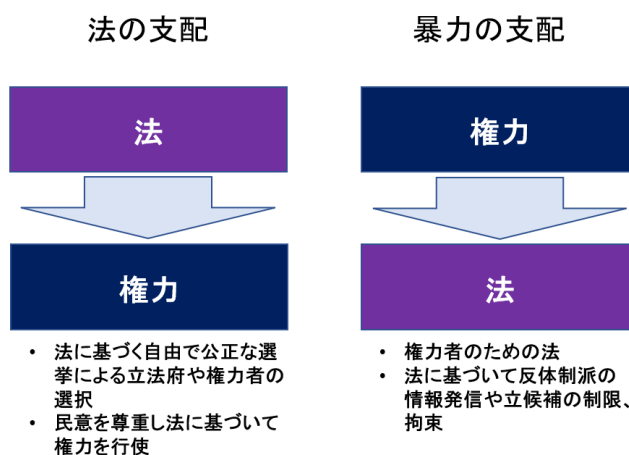 法の支配
法
権力
• 法に基づく自由で公正な選
挙による立法府や権力者の
選択
• 民意を尊重し法に基づいて
権力を行使
暴力の支配
権力
法
• 権力者のための法
• 法に基づいて反体制派の
情報発信や立候補の制限、
拘束